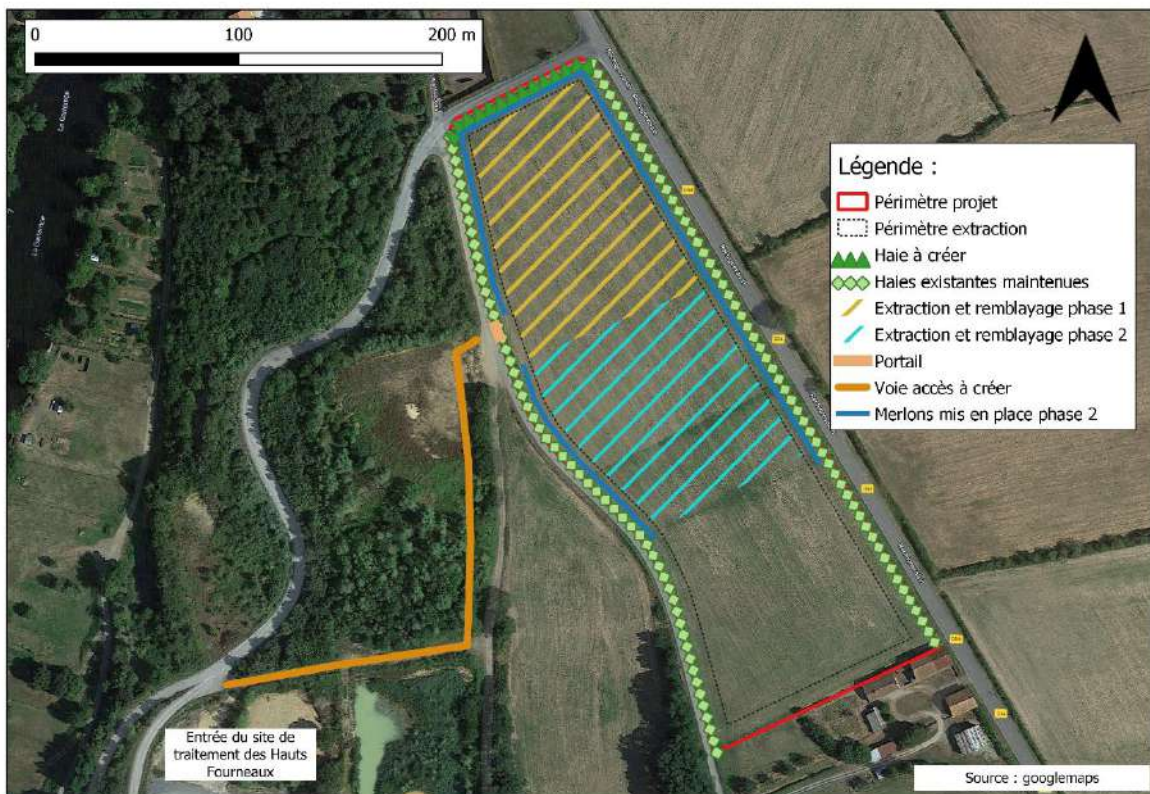 0 100 200 m
Légende :
Périmètre projet
Périmètre extraction
Haie à créer
Haies existantes maintenues
Extraction et remblayage phase 1
Extraction et remblayage phase 2
Portail
Voie accès à créer
Merlons mis en place phase 2
Entrée du site de
traitement des Hauts
Fourneaux
Source : googlemaps